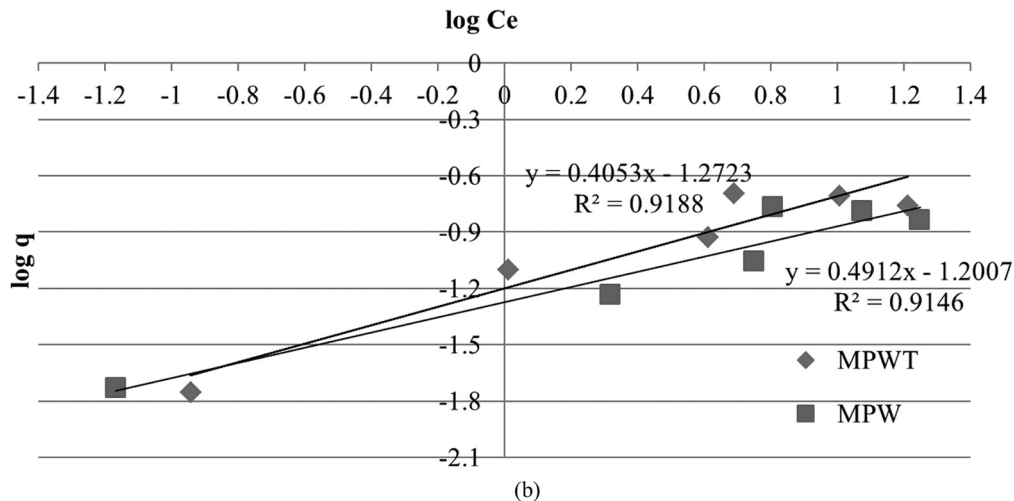 log Ce
0
-1.4 -1.2 -1 -0.8 -0.6 -0.4 -0.2 0 0.2 0.4 0.6 0.8 1 1.2 1.4
-0.3
-0.6
y = 0.4053x - 1.2723
R² = 0.9188
-0.9
log q
y = 0.4912x - 1.2007
-1.2
R² = 0.9146
-1.5
MPWT
-1.8
MPW
-2.1
(b)